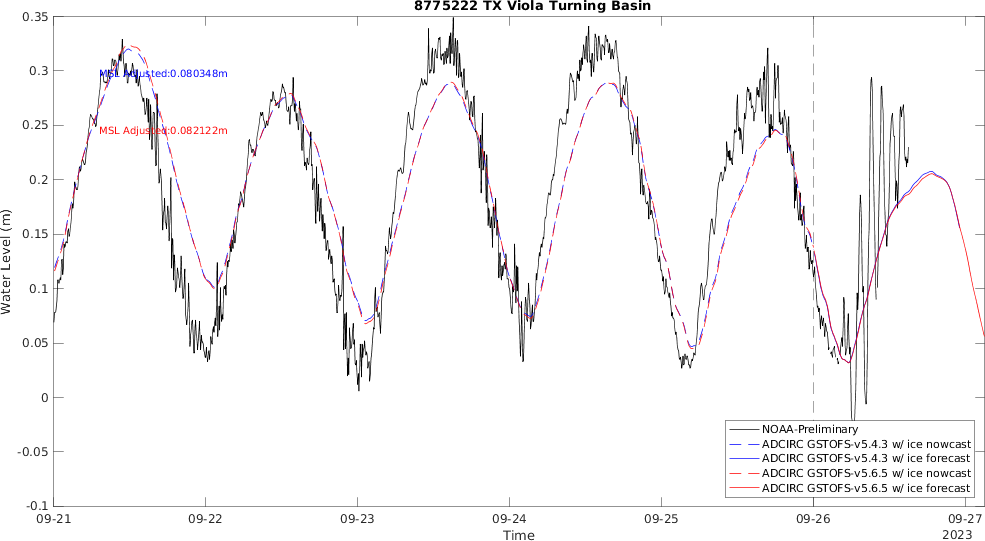 8775222 TX Viola Turning Basin
0.35
0.3
0.25
0.2
0.15
0.1
0.05
0
-0.05
-0.1
Water Level (m)
MSL Adjusted:0.080348m
MSL Adjusted:0.082122m
NOAA-Preliminary
ADCIRC GSTOFS-v5.4.3 w/ ice nowcast
ADCIRC GSTOFS-v5.4.3 w/ ice forecast
ADCIRC GSTOFS-v5.6.5 w/ ice nowcast
ADCIRC GSTOFS-v5.6.5 w/ ice forecast
09-21 09-22 09-23 09-24 09-25 09-26 09-27
Time
2023